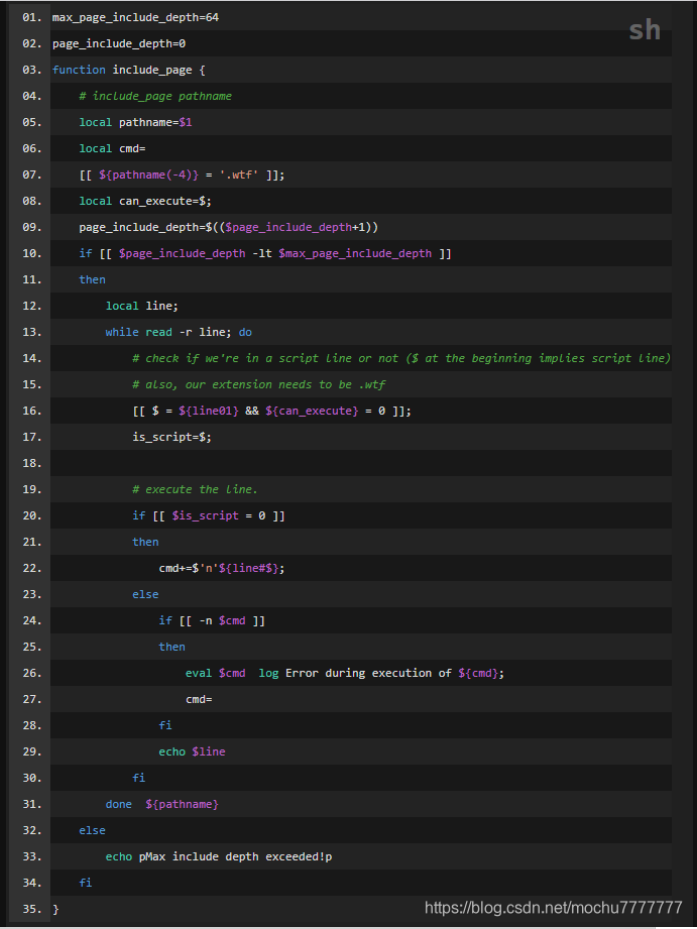 sh
01. max_page_include_depth=64
02. page_include_depth=0
03. function include_page {
04.     # include_page pathname
05.     local pathname=$1
06.     local cmd=
07.     [[ ${pathname(-4)} = '.wtf' ]];
08.     local can_execute=$;
09.     page_include_depth=$(($page_include_depth+1))
10.     if [[ $page_include_depth -lt $max_page_include_depth ]]
11.     then
12.         local line;
13.         while read -r line; do
14.             # check if we're in a script line or not ($ at the beginning implies script line)
15.             # also, our extension needs to be .wtf
16.             [[ $ = ${line01} && ${can_execute} = 0 ]];
17.             is_script=$;
18.
19.             # execute the line.
20.             if [[ $is_script = 0 ]]
21.             then
22.                 cmd+=$'n'${line#$};
23.             else
24.                 if [[ -n $cmd ]]
25.                 then
26.                     eval $cmd  log Error during execution of ${cmd};
27.                     cmd=
28.                 fi
29.                 echo $line
30.             fi
31.         done  ${pathname}
32.     else
33.         echo pMax include depth exceeded!p
34.     fi
35. }
https://blog.csdn.net/mochu7777777